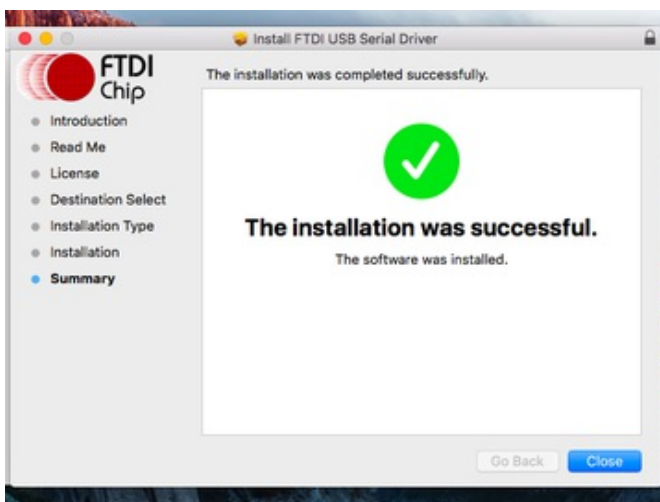 Install FTDI USB Serial Driver
FTDI
Chip
The installation was completed successfully.
Introduction
Read Me
License
Destination Select
Installation Type
Installation
Summary
The installation was successful.
The software was installed.
Go Back
Close